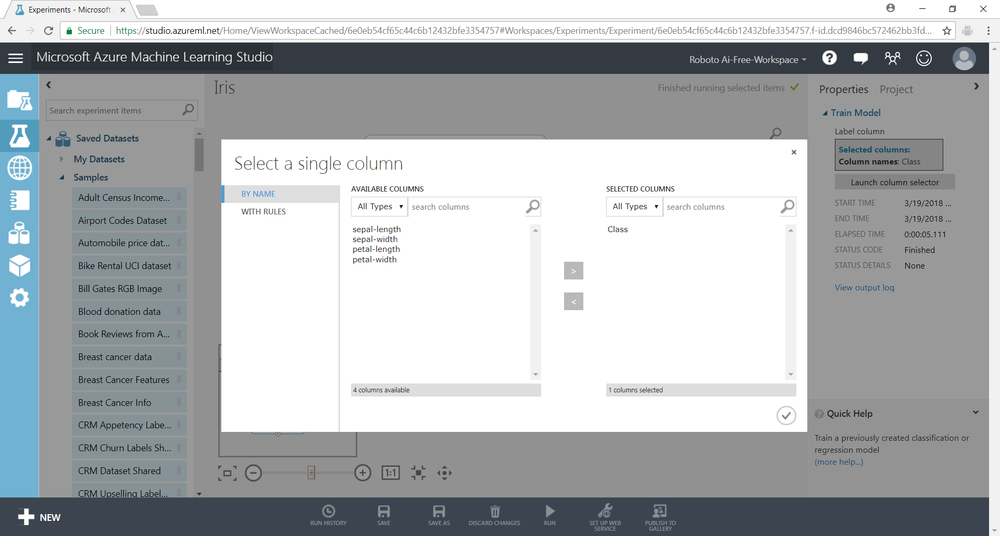 Experiments - Microsoft
Secure
https://studio.azureml.net/Home/ViewWorkspaceCached/6e0eb54cf65c44c6b12432bfe3354757#Workspaces/Experiments/Experiment/6e0eb54cf65c44c6b12432bfe3354757.f-id.dcd9846bc572462bb3fd...
Microsoft Azure Machine Learning Studio
Roboto Ai-Free-Workspace
Search experiment items
Saved Datasets
My Datasets
Samples
Adult Census Income...
Airport Codes Dataset
Automobile price dat...
Bike Rental UCI dataset
Bill Gates RGB Image
Blood donation data
Book Reviews from A...
Breast cancer data
Breast Cancer Features
Breast Cancer Info
CRM Appetency Labe...
CRM Churn Labels Sh...
CRM Dataset Shared
CRM Upselling Label...
Iris
Finished running selected items
Select a single column
BY NAME
WITH RULES
AVAILABLE COLUMNS
All Types
search columns
sepal-length
sepal-width
petal-length
petal-width
4 columns available
>
<
SELECTED COLUMNS
All Types
search columns
Class
1 columns selected
1:1
Properties
Project
Train Model
Label column
Selected columns:
Column names: Class
Launch column selector
START TIME 3/19/2018 ...
END TIME 3/19/2018 ...
ELAPSED TIME 0:00:05.111
STATUS CODE Finished
STATUS DETAILS None
View output log
Quick Help
Train a previously created classification or
regression model
(more help...)
NEW
RUN HISTORY
SAVE
SAVE AS
DISCARD CHANGES
RUN
SET UP WEB
SERVICE
PUBLISH TO
GALLERY